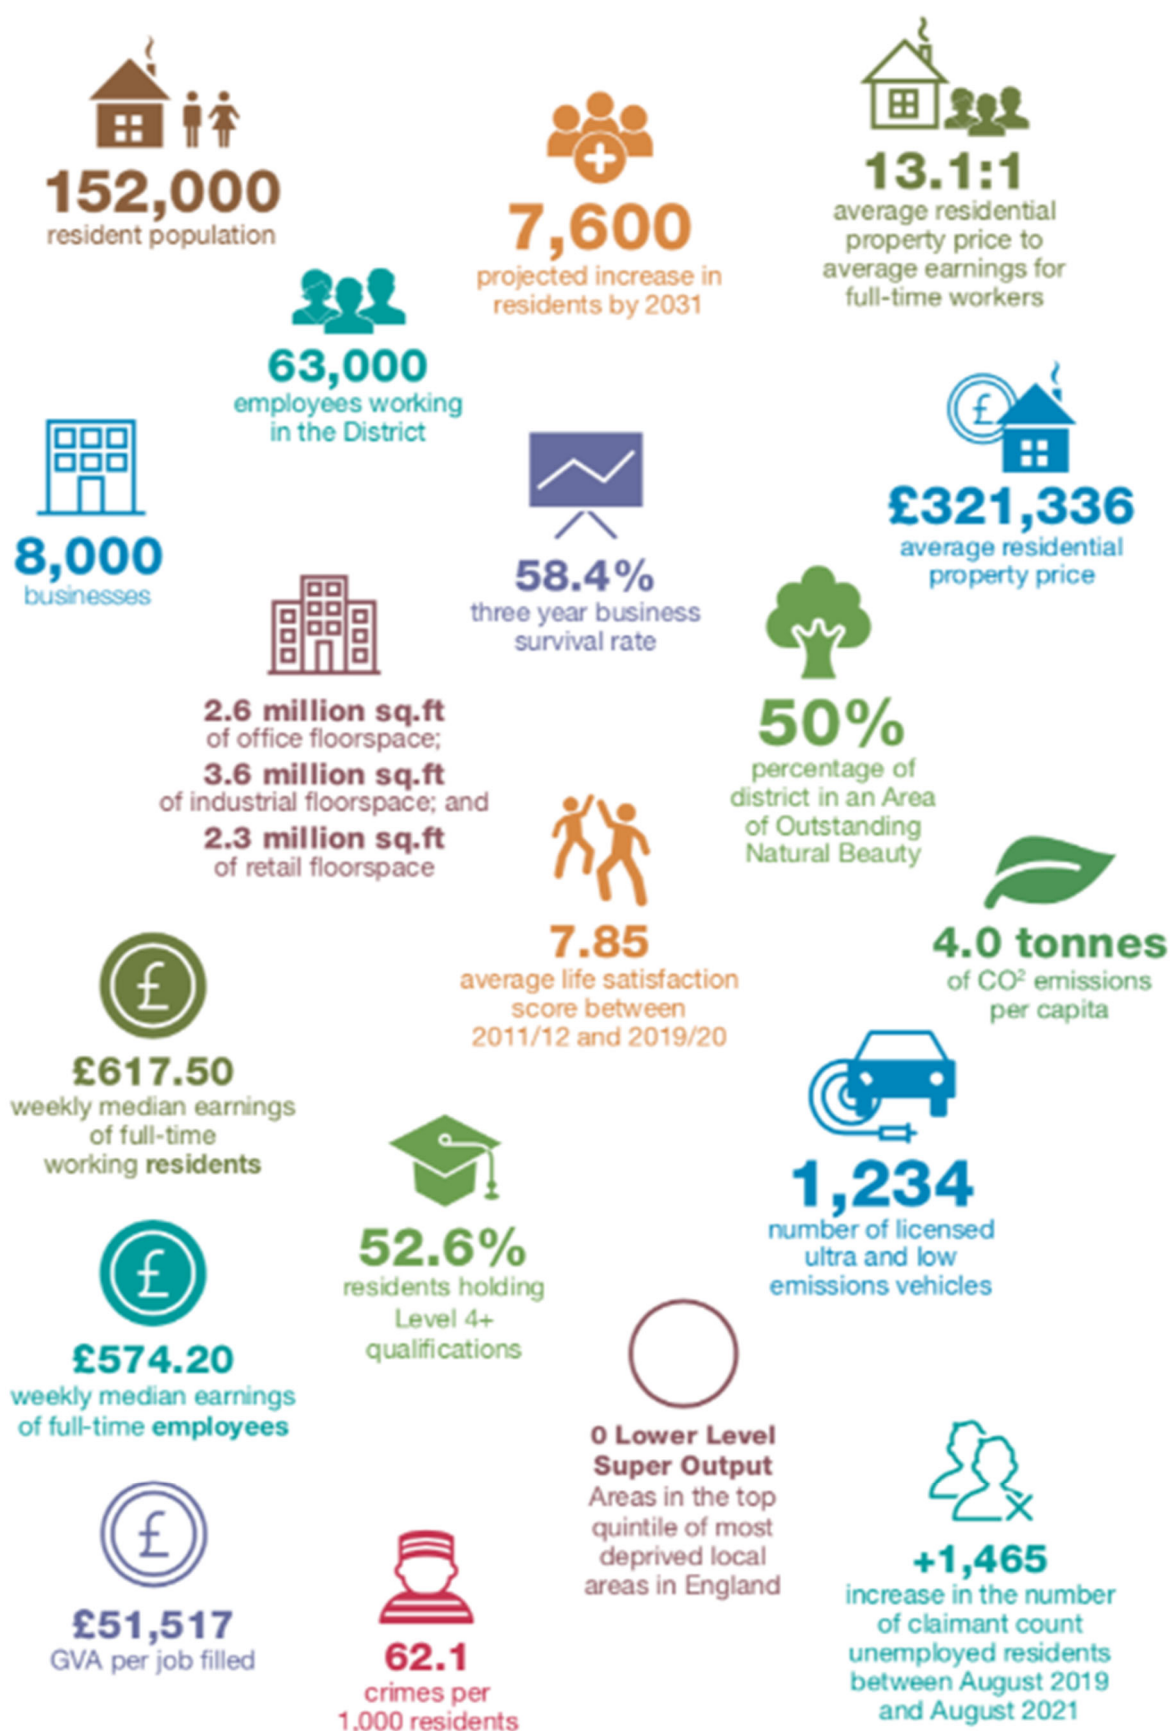 152,000
resident population
7,600
projected increase in
residents by 2031
13.1:1
average residential
property price to
average earnings for
full-time workers
63,000
employees working
in the District
8,000
businesses
58.4%
three year business
survival rate
£
£321,336
average residential
property price
2.6 million sq.ft
of office floorspace;
3.6 million sq.ft
of industrial floorspace; and
2.3 million sq.ft
of retail floorspace
50%
percentage of
district in an Area
of Outstanding
Natural Beauty
7.85
average life satisfaction
score between
2011/12 and 2019/20
4.0 tonnes
of CO² emissions
per capita
£
£617.50
weekly median earnings
of full-time
working residents
52.6%
residents holding
Level 4+
qualifications
1,234
number of licensed
ultra and low
emissions vehicles
£
£574.20
weekly median earnings
of full-time employees
0 Lower Level
Super Output
Areas in the top
quintile of most
deprived local
areas in England
£
£51,517
GVA per job filled
62.1
crimes per
1,000 residents
+1,465
increase in the number
of claimant count
unemployed residents
between August 2019
and August 2021